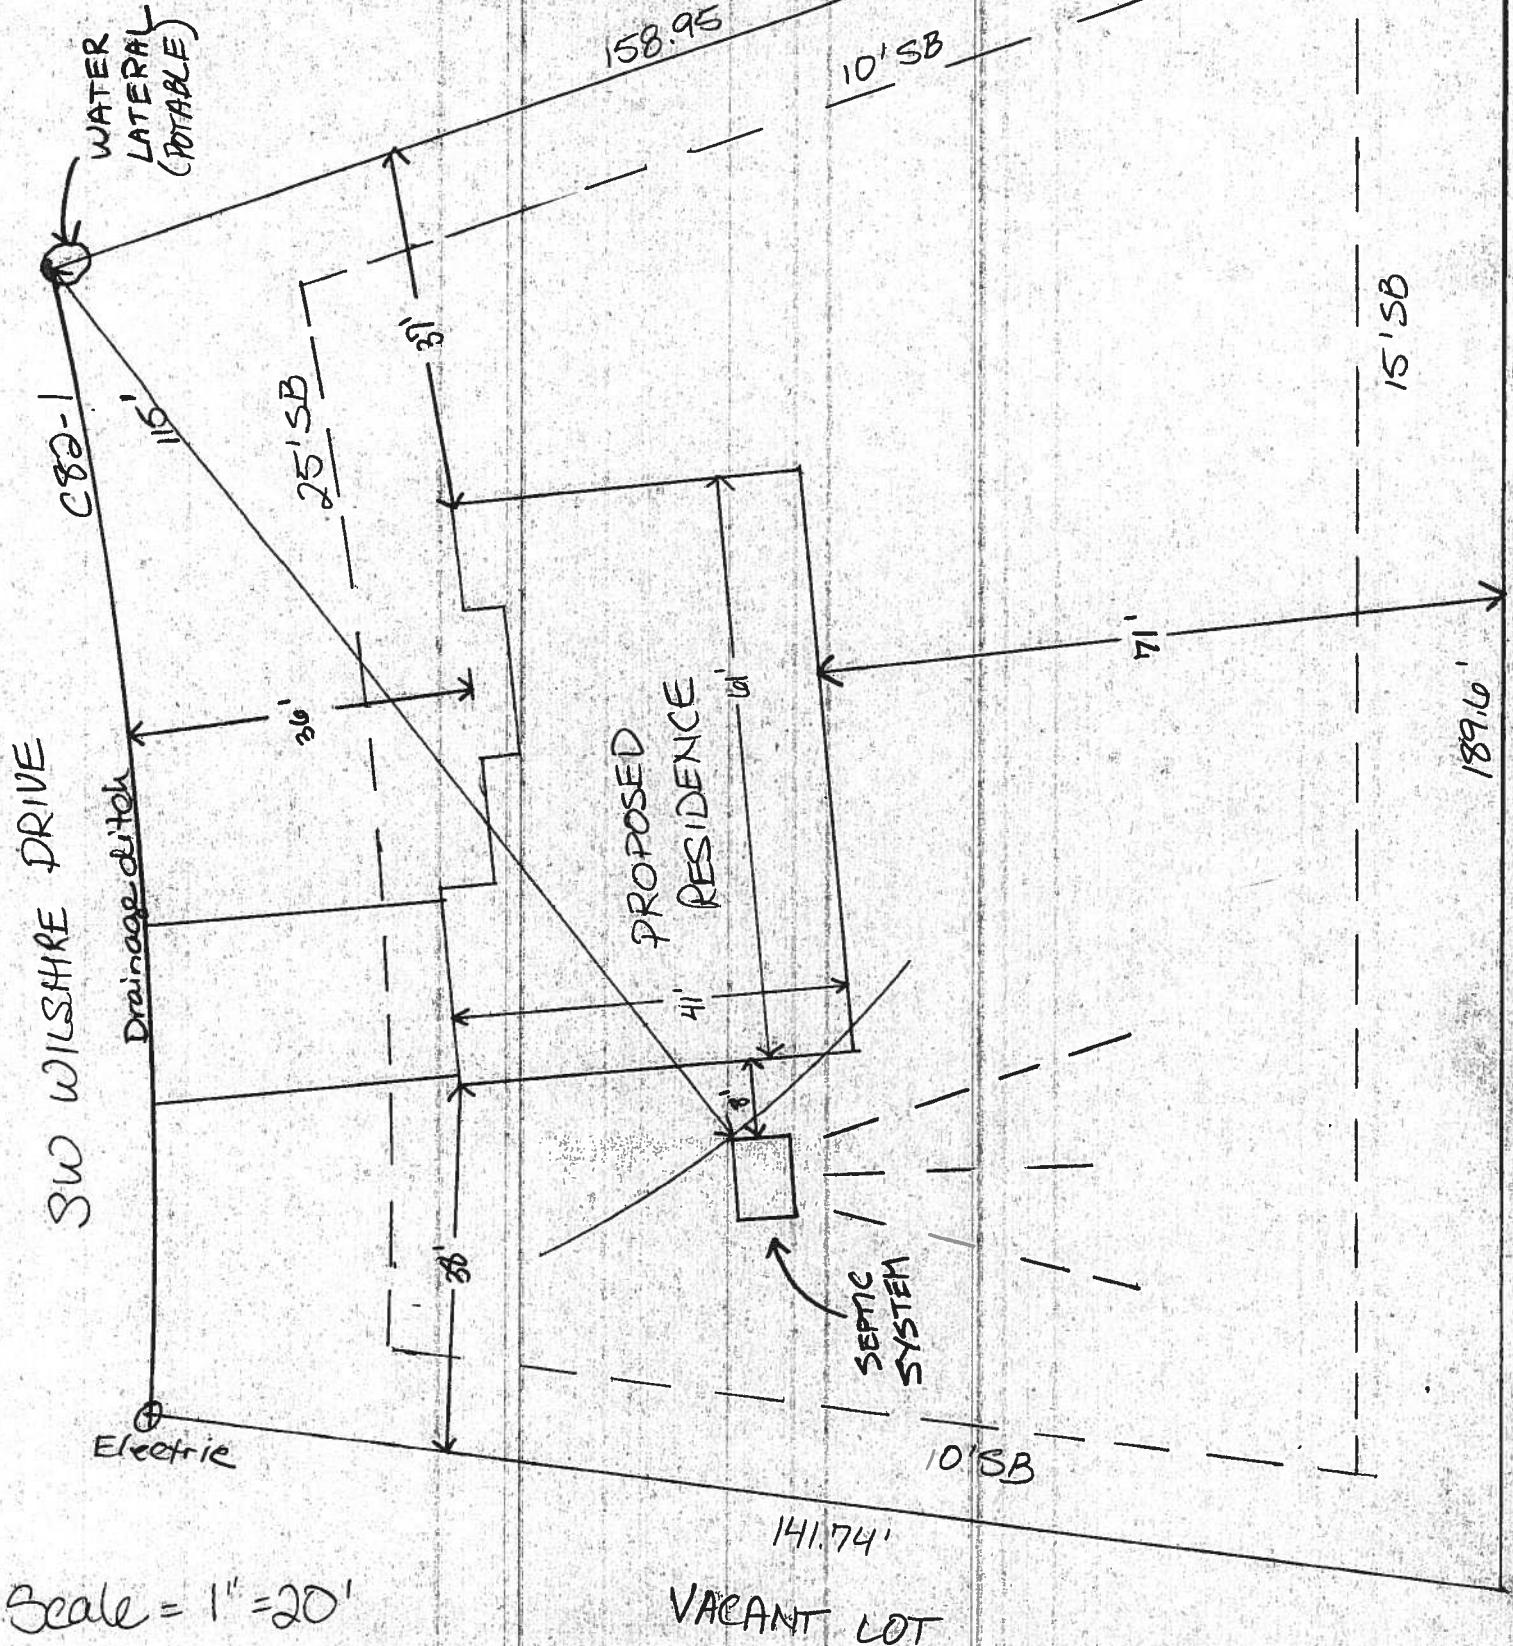 WATER
LATERAL
(POTABLE)
158.95
10' SB
C82-1
115'
25' SB
37'
15' SB
SW WILSHIRE DRIVE
Drainage ditch
36'
PROPOSED
RESIDENCE
61'
71'
189.6'
41'
8'
38'
SEPTIC
SYSTEM
Electric
10' SB
141.74'
Scale = 1" = 20'
VACANT LOT